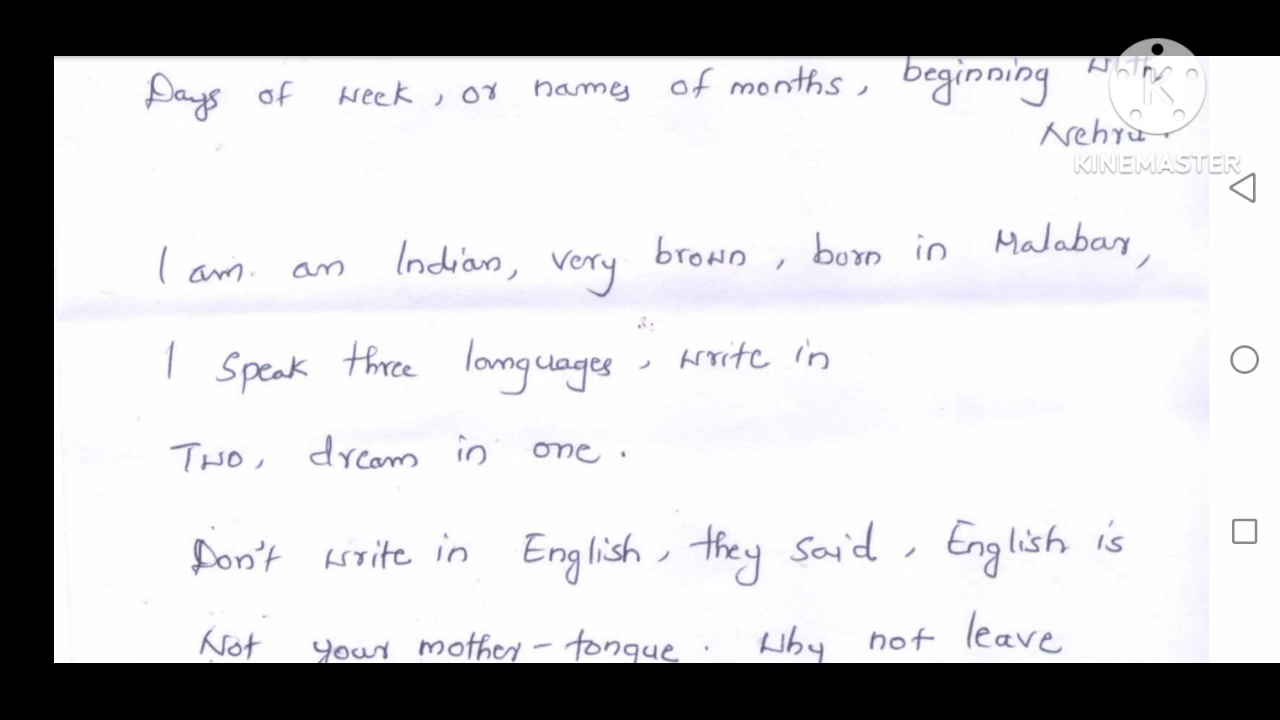 Days of week, or names of months, beginning with
Nehru.
KINEMASTER
I am an Indian, very brown, born in Malabar,
I speak three languages, write in
Two, dream in one.
Don't write in English, they said, English is
Not your mother-tongue. Why not leave